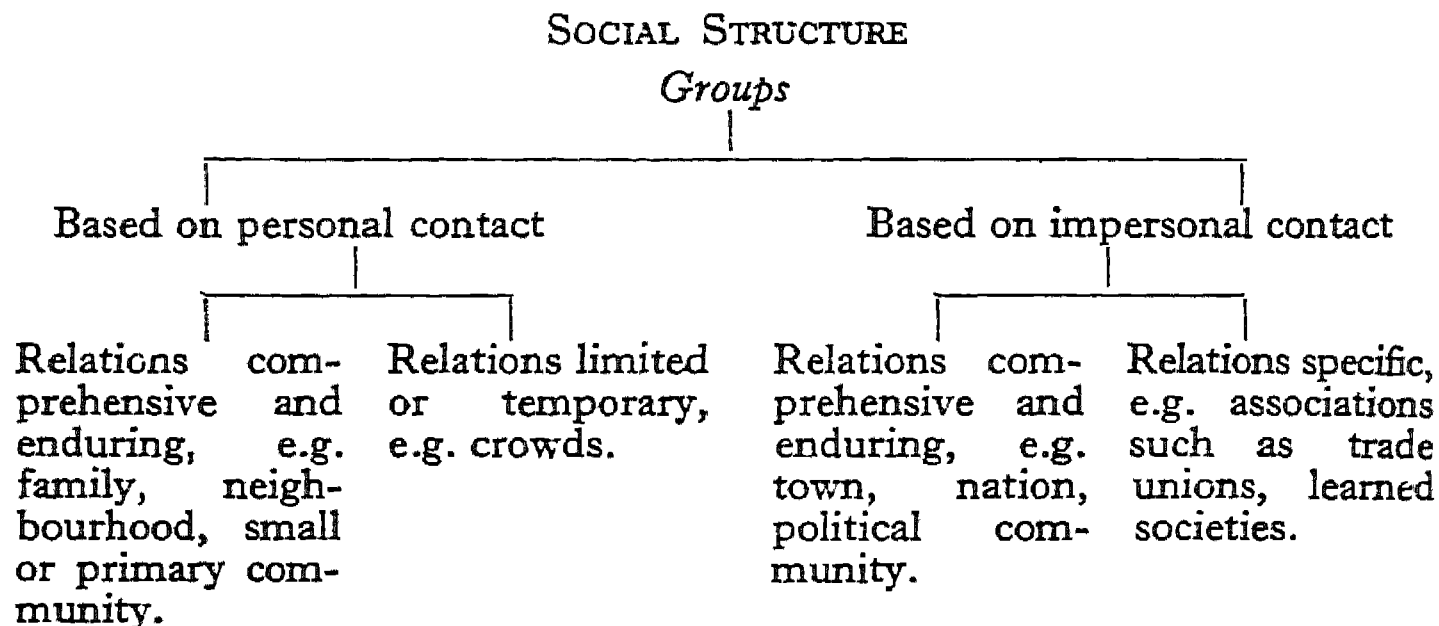 SOCIAL STRUCTURE
Groups
Based on personal contact
Based on impersonal contact
Relations com-
prehensive and
enduring, e.g.
family, neigh-
bourhood, small
or primary com-
munity.
Relations limited
or temporary,
e.g. crowds.
Relations com-
prehensive and
enduring, e.g.
town, nation,
political com-
munity.
Relations specific,
e.g. associations
such as trade
unions, learned
societies.